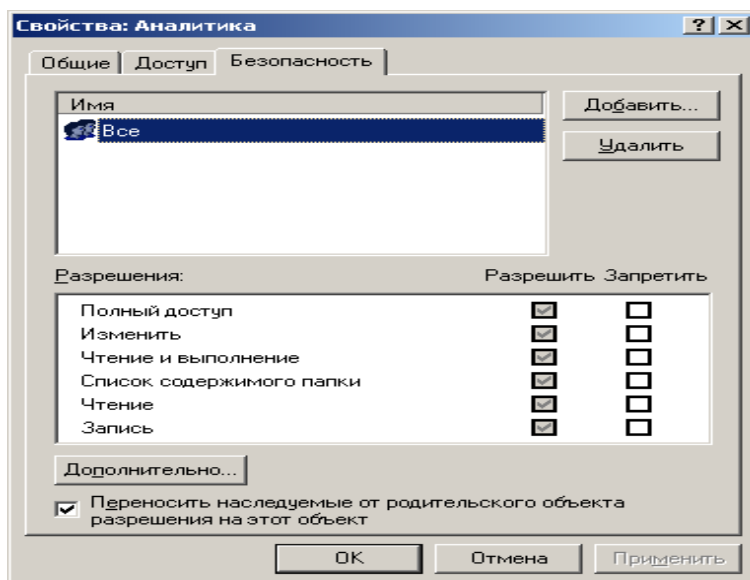 Свойства: Аналитика
Общие Доступ Безопасность
Имя
Добавить...
Все
Удалить
Разрешения: Разрешить Запретить
Полный доступ
Изменить
Чтение и выполнение
Список содержимого папки
Чтение
Запись
Дополнительно...
Переносить наследуемые от родительского объекта
разрешения на этот объект
OK Отмена Применить